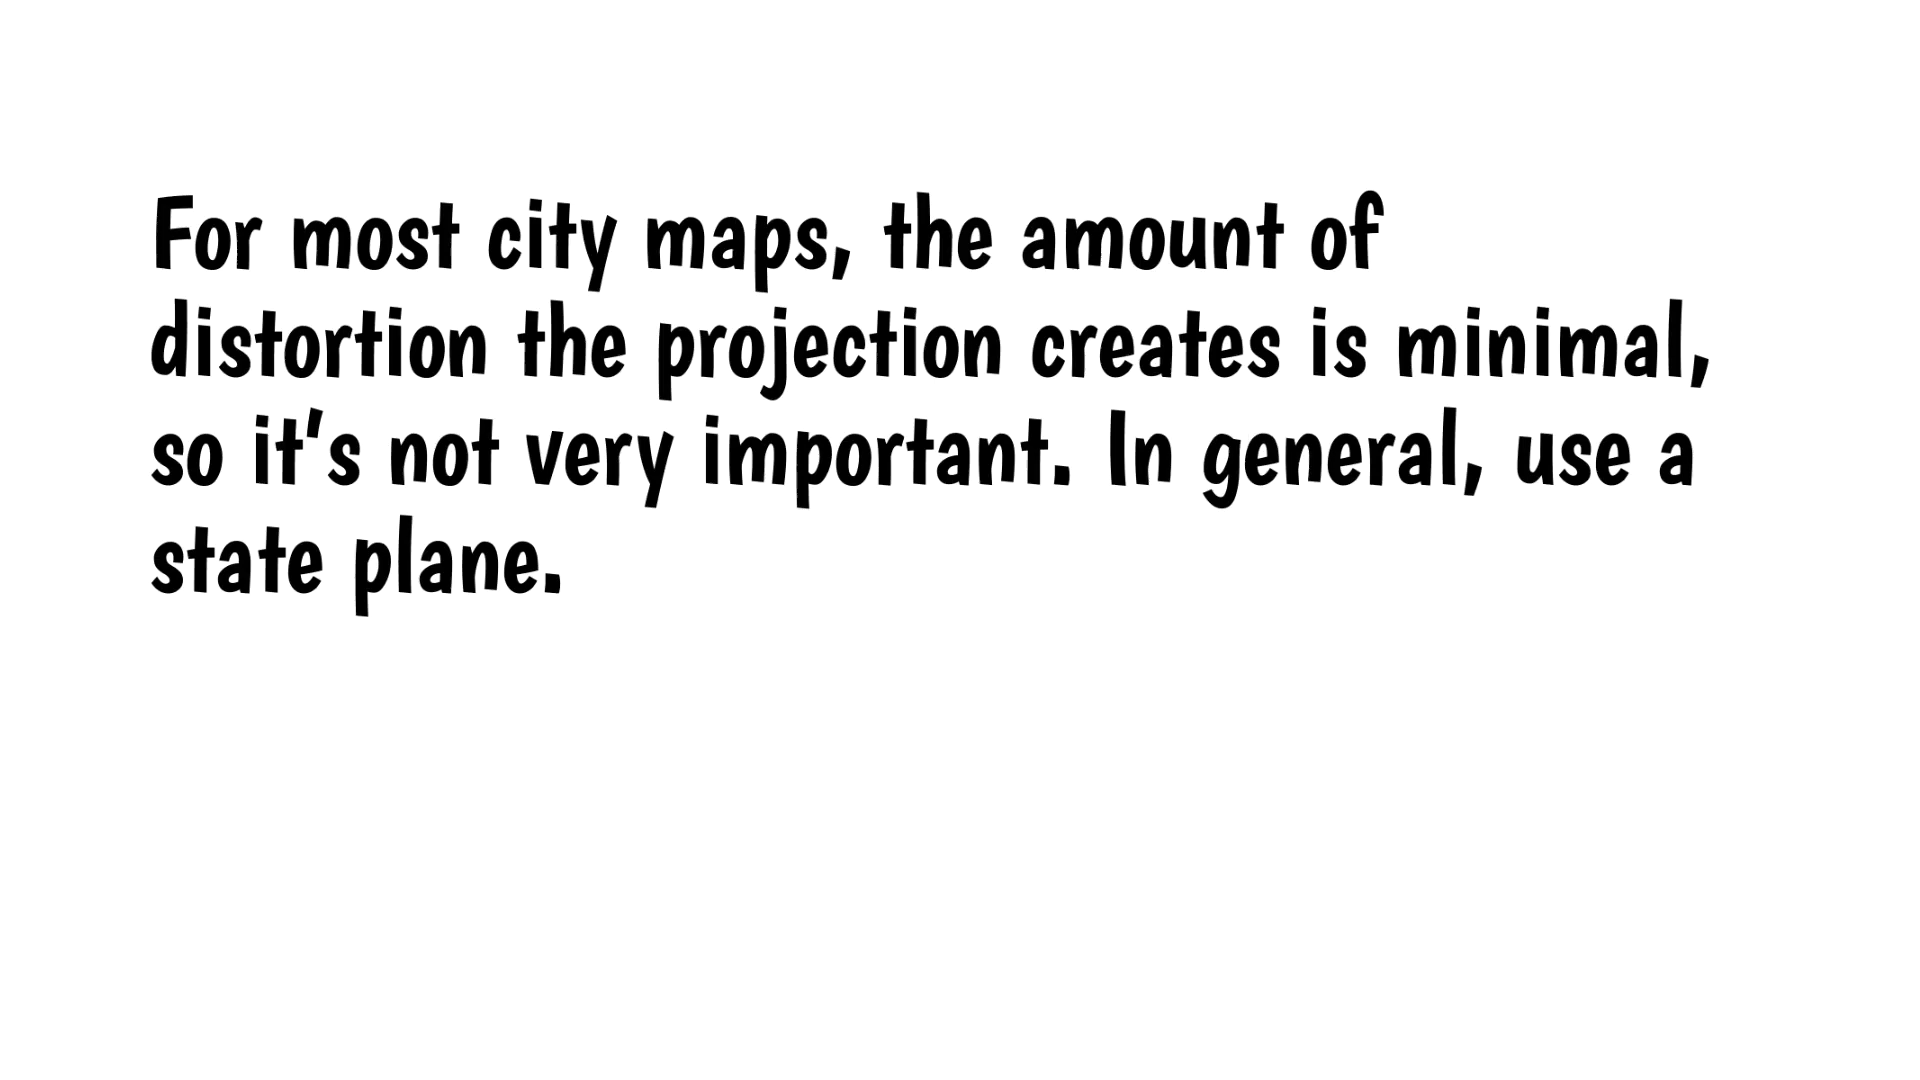 For most city maps, the amount of
distortion the projection creates is minimal,
so it's not very important. In general, use a
state plane.